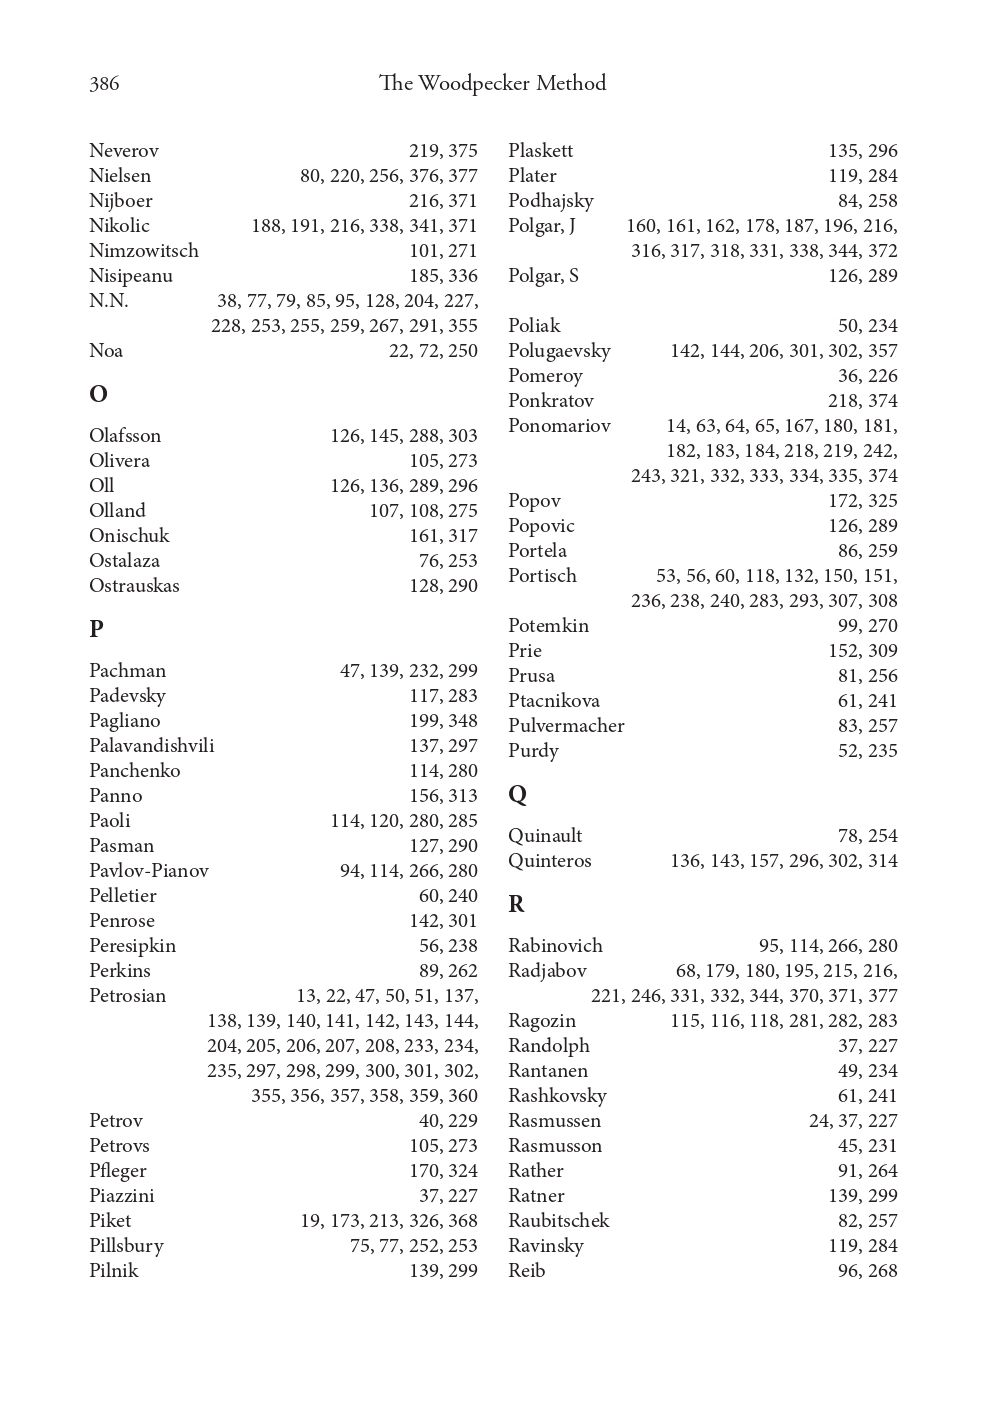 386
The Woodpecker Method
Neverov 219, 375
Nielsen 80, 220, 256, 376, 377
Nijboer 216, 371
Nikolic 188, 191, 216, 338, 341, 371
Nimzowitsch 101, 271
Nisipeanu 185, 336
N.N. 38, 77, 79, 85, 95, 128, 204, 227,
228, 253, 255, 259, 267, 291, 355
Noa 22, 72, 250
O
Olafsson 126, 145, 288, 303
Olivera 105, 273
Oll 126, 136, 289, 296
Olland 107, 108, 275
Onischuk 161, 317
Ostalaza 76, 253
Ostrauskas 128, 290
P
Pachman 47, 139, 232, 299
Padevsky 117, 283
Pagliano 199, 348
Palavandishvili 137, 297
Panchenko 114, 280
Panno 156, 313
Paoli 114, 120, 280, 285
Pasman 127, 290
Pavlov-Pianov 94, 114, 266, 280
Pelletier 60, 240
Penrose 142, 301
Peresipkin 56, 238
Perkins 89, 262
Petrosian 13, 22, 47, 50, 51, 137,
138, 139, 140, 141, 142, 143, 144,
204, 205, 206, 207, 208, 233, 234,
235, 297, 298, 299, 300, 301, 302,
355, 356, 357, 358, 359, 360
Petrov 40, 229
Petrovs 105, 273
Pfleger 170, 324
Piazzini 37, 227
Piket 19, 173, 213, 326, 368
Pillsbury 75, 77, 252, 253
Pilnik 139, 299
Plaskett 135, 296
Plater 119, 284
Podhajsky 84, 258
Polgar, J 160, 161, 162, 178, 187, 196, 216,
316, 317, 318, 331, 338, 344, 372
Polgar, S 126, 289
Poliak 50, 234
Polugaevsky 142, 144, 206, 301, 302, 357
Pomeroy 36, 226
Ponkratov 218, 374
Ponomariov 14, 63, 64, 65, 167, 180, 181,
182, 183, 184, 218, 219, 242,
243, 321, 332, 333, 334, 335, 374
Popov 172, 325
Popovic 126, 289
Portela 86, 259
Portisch 53, 56, 60, 118, 132, 150, 151,
236, 238, 240, 283, 293, 307, 308
Potemkin 99, 270
Prie 152, 309
Prusa 81, 256
Ptacnikova 61, 241
Pulvermacher 83, 257
Purdy 52, 235
Q
Quinault 78, 254
Quinteros 136, 143, 157, 296, 302, 314
R
Rabinovich 95, 114, 266, 280
Radjabov 68, 179, 180, 195, 215, 216,
221, 246, 331, 332, 344, 370, 371, 377
Ragozin 115, 116, 118, 281, 282, 283
Randolph 37, 227
Rantanen 49, 234
Rashkovsky 61, 241
Rasmussen 24, 37, 227
Rasmusson 45, 231
Rather 91, 264
Ratner 139, 299
Raubitschek 82, 257
Ravinsky 119, 284
Reib 96, 268